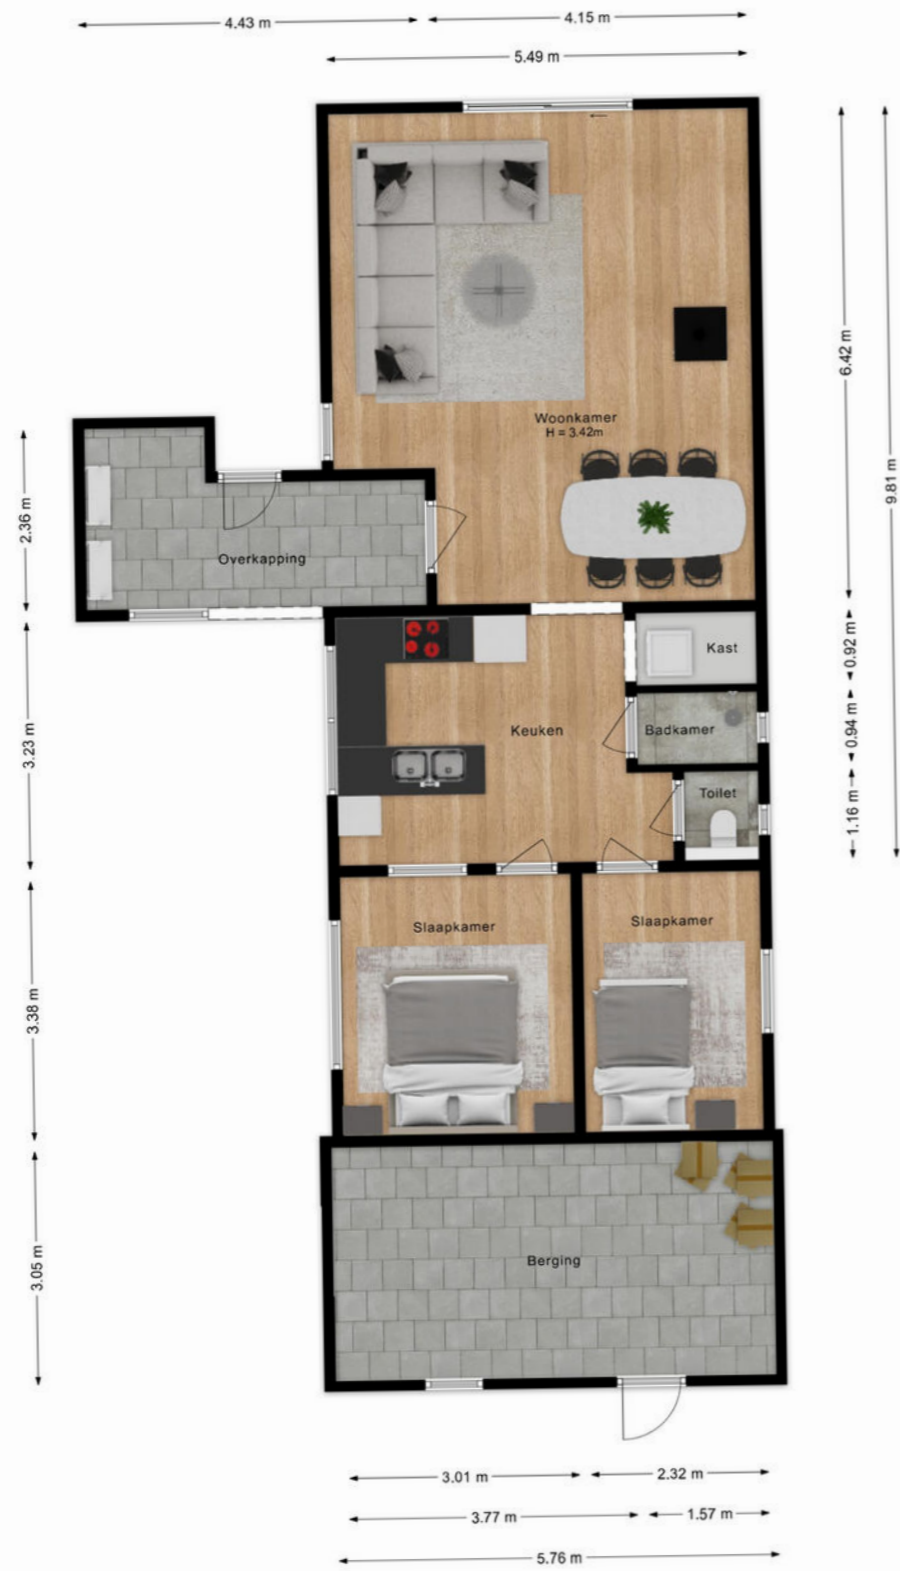 4.43 m
4.15 m
5.49 m
Woonkamer
H = 3.42m
6.42 m
9.81 m
2.36 m
Overkapping
3.23 m
Keuken
Kast
0.92 m
Badkamer
0.94 m
Toilet
1.16 m
Slaapkamer
Slaapkamer
3.38 m
3.05 m
Berging
3.01 m
2.32 m
3.77 m
1.57 m
5.76 m